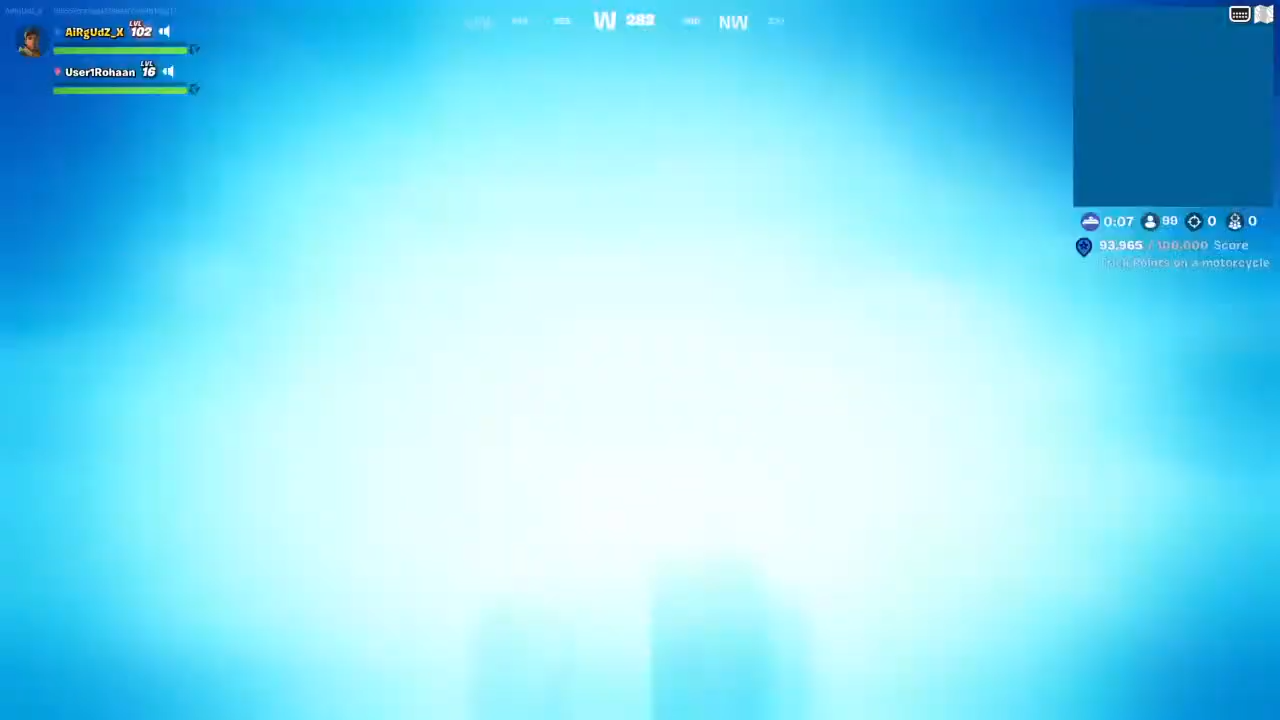 W 282 NW
AiRgUdZ_X LVL 102
User1Rohaan LVL 16
0:07 99 0 0
93,965 / 100,000 Score
Trick Points on a motorcycle